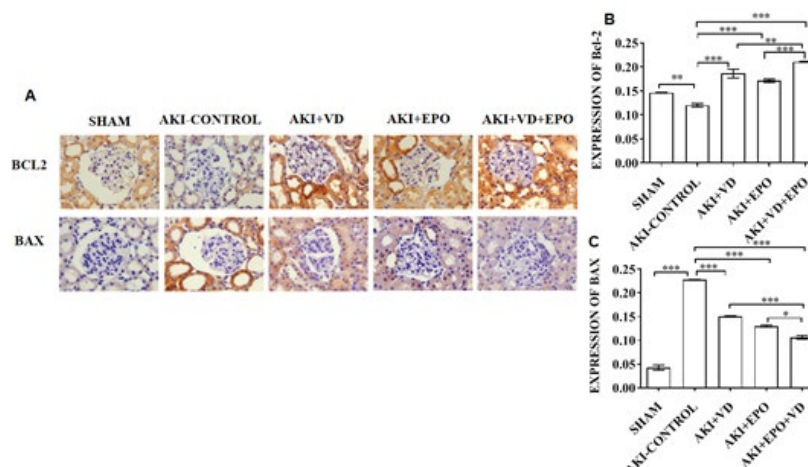 A
SHAM AKI-CONTROL AKI+VD AKI+EPO AKI+VD+EPO
BCL2
BAX
B
EXPRESSION OF Bcl-2
0.25
0.20
0.15
0.10
0.05
0.00
**
***
***
***
**
***
SHAM
AKI-CONTROL
AKI+VD
AKI+EPO
AKI+VD+EPO
C
EXPRESSION OF BAX
0.25
0.20
0.15
0.10
0.05
0.00
***
***
***
***
***
*
SHAM
AKI-CONTROL
AKI+VD
AKI+EPO
AKI+EPO+VD